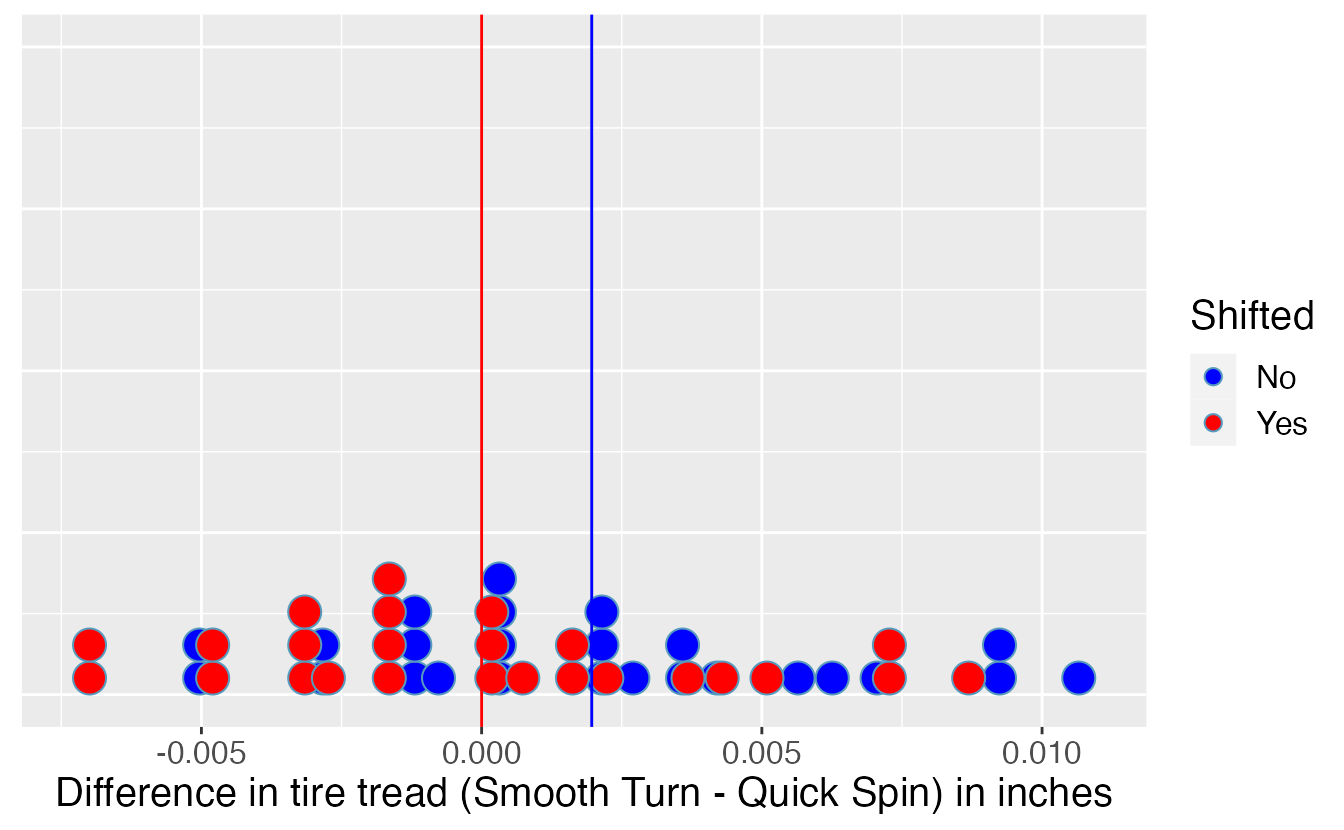 Shifted
No
Yes
-0.005 0.000 0.005 0.010
Difference in tire tread (Smooth Turn - Quick Spin) in inches